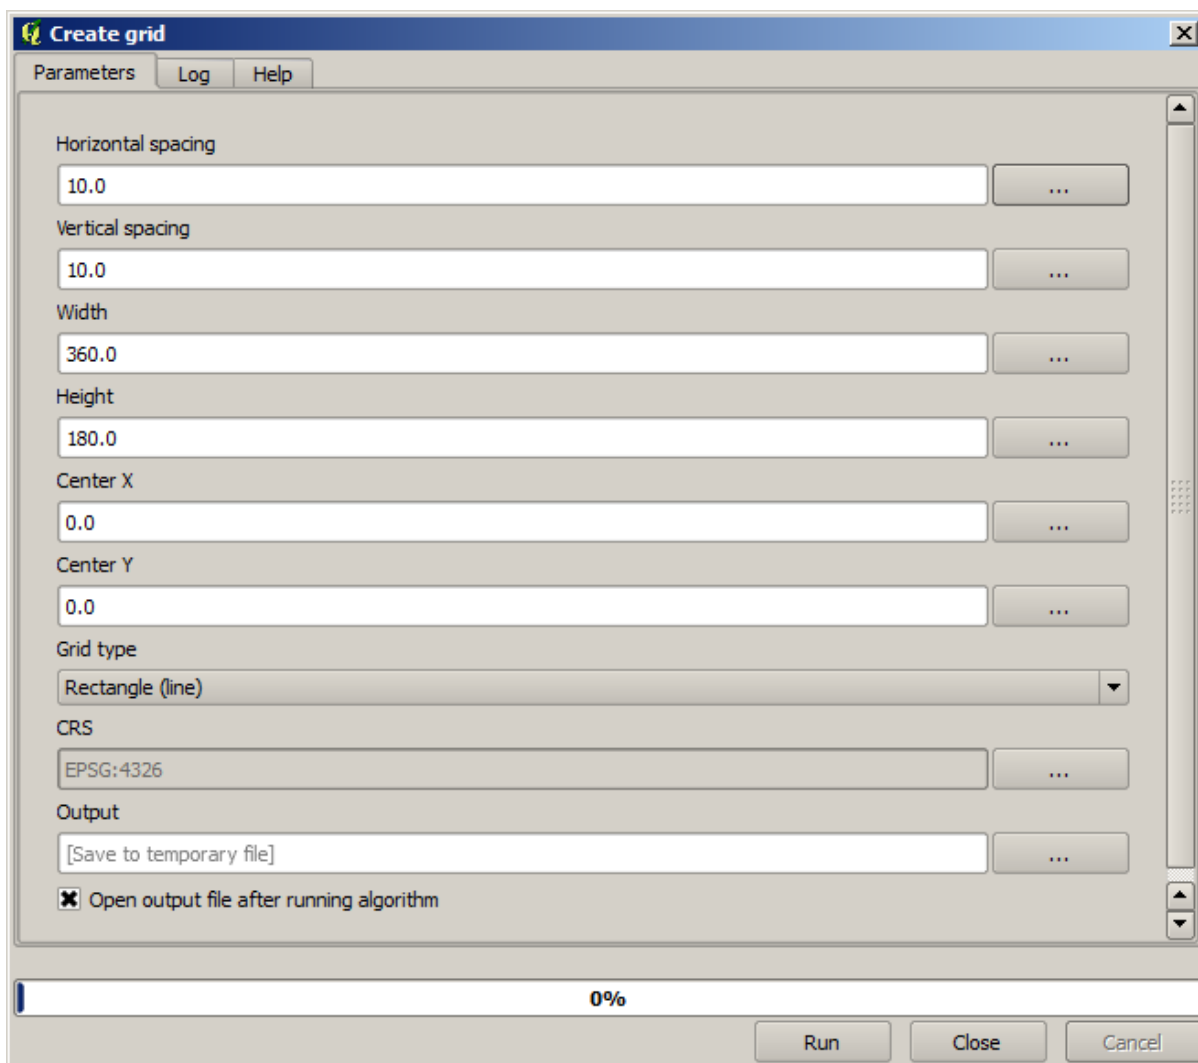 Create grid
Parameters Log Help
Horizontal spacing
10.0 ...
Vertical spacing
10.0 ...
Width
360.0 ...
Height
180.0 ...
Center X
0.0 ...
Center Y
0.0 ...
Grid type
Rectangle (line)
CRS
EPSG:4326 ...
Output
[Save to temporary file] ...
Open output file after running algorithm
0%
Run Close Cancel